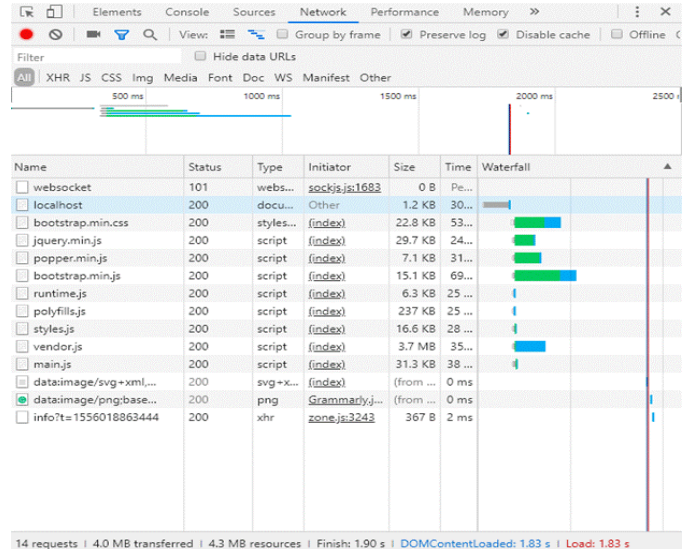 Elements Console Sources Network Performance Memory »
View: Group by frame Preserve log Disable cache Offline
Filter Hide data URLs
All XHR JS CSS Img Media Font Doc WS Manifest Other
500 ms 1000 ms 1500 ms 2000 ms 2500
Name Status Type Initiator Size Time Waterfall
websocket 101 webs... sockjs.js:1683 0 B Pe...
localhost 200 docu... Other 1.2 KB 30...
bootstrap.min.css 200 styles... (index) 22.8 KB 53...
jquery.min.js 200 script (index) 29.7 KB 24...
popper.min.js 200 script (index) 7.1 KB 31...
bootstrap.min.js 200 script (index) 15.1 KB 69...
runtime.js 200 script (index) 6.3 KB 25 ...
polyfills.js 200 script (index) 237 KB 25 ...
styles.js 200 script (index) 16.6 KB 28 ...
vendor.js 200 script (index) 3.7 MB 35...
main.js 200 script (index) 31.3 KB 38 ...
data:image/svg+xml,... 200 svg+x... (index) (from ... 0 ms
data:image/png;base... 200 png Grammarly.j... (from ... 0 ms
info?t=1556018863444 200 xhr zone.js:3243 367 B 2 ms
14 requests | 4.0 MB transferred | 4.3 MB resources | Finish: 1.90 s | DOMContentLoaded: 1.83 s | Load: 1.83 s